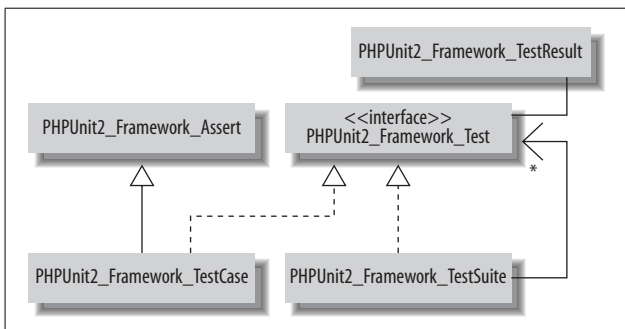 PHPUnit2_Framework_TestResult
PHPUnit2_Framework_Assert
<<interface>>
PHPUnit2_Framework_Test
*
PHPUnit2_Framework_TestCase
PHPUnit2_Framework_TestSuite